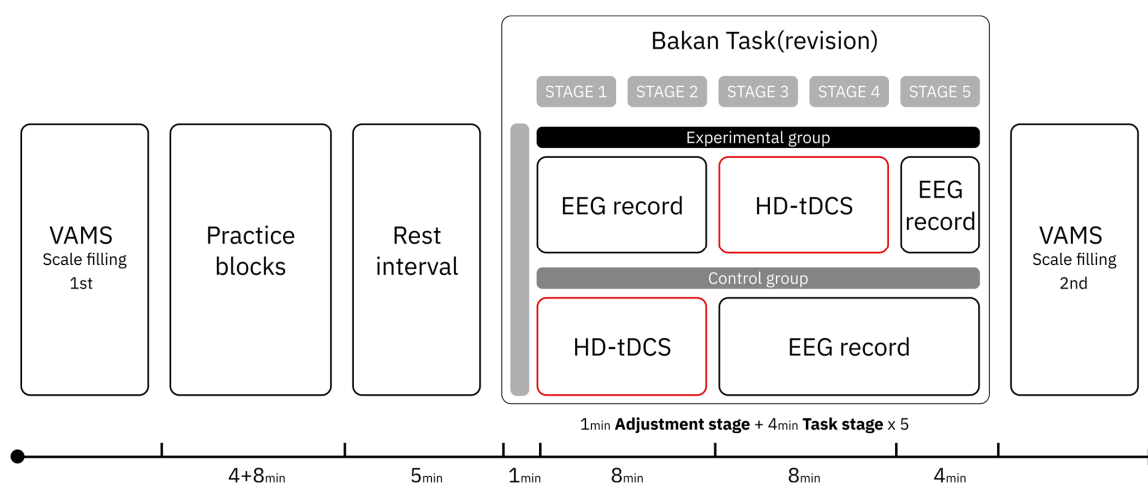 Bakan Task(revision)
STAGE 1
STAGE 2
STAGE 3
STAGE 4
STAGE 5
Experimental group
EEG record
HD-tDCS
EEG
record
Control group
HD-tDCS
EEG record
VAMS
Scale filling
1st
Practice
blocks
Rest
interval
VAMS
Scale filling
2nd
1min Adjustment stage + 4min Task stage x 5
4+8min
5min
1min
8min
8min
4min